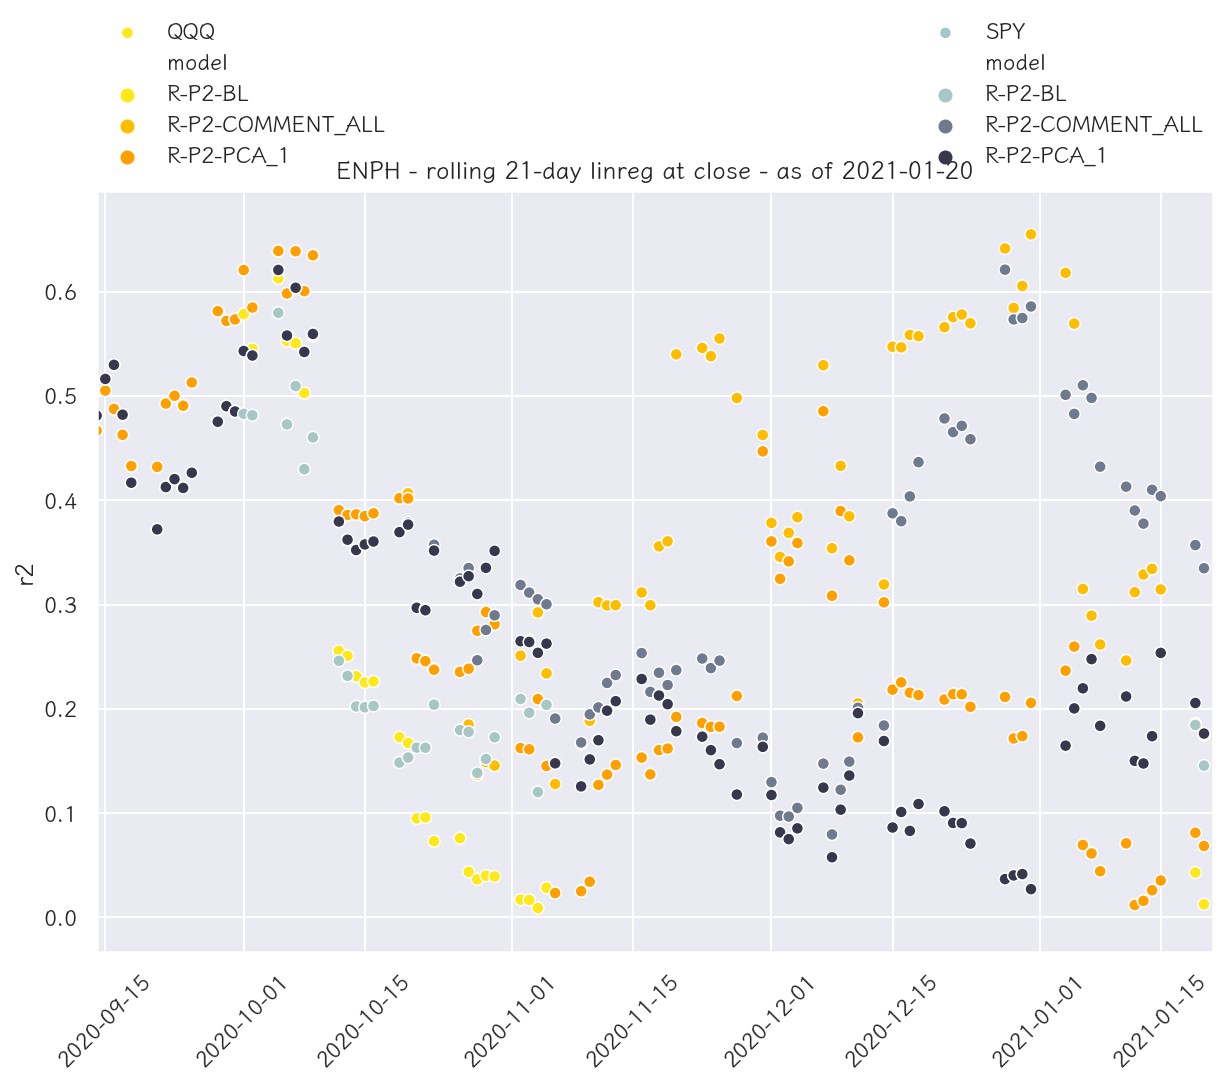 QQQ
model
R-P2-BL
R-P2-COMMENT_ALL
R-P2-PCA_1
SPY
model
R-P2-BL
R-P2-COMMENT_ALL
R-P2-PCA_1
ENPH - rolling 21-day linreg at close - as of 2021-01-20
0.6
0.5
0.4
0.3
0.2
0.1
0.0
r2
2020-09-15
2020-10-01
2020-10-15
2020-11-01
2020-11-15
2020-12-01
2020-12-15
2021-01-01
2021-01-15